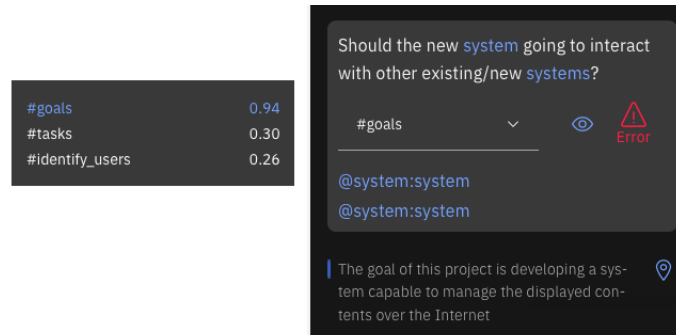 #goals 0.94
#tasks 0.30
#identify_users 0.26
Should the new system going to interact
with other existing/new systems?
#goals
Error
@system:system
@system:system
The goal of this project is developing a sys-
tem capable to manage the displayed con-
tents over the Internet